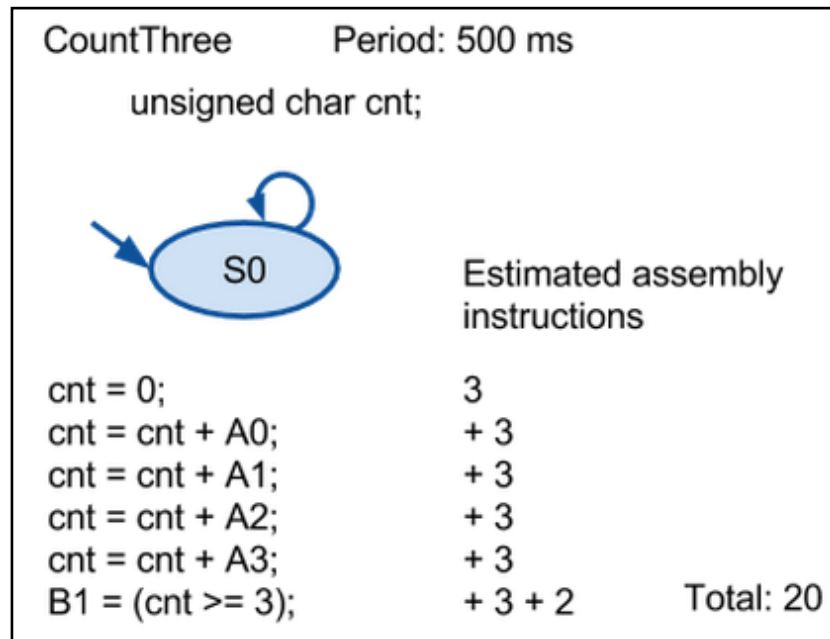 CountThree Period: 500 ms
unsigned char cnt;
S0
Estimated assembly
instructions
cnt = 0; 3
cnt = cnt + A0; + 3
cnt = cnt + A1; + 3
cnt = cnt + A2; + 3
cnt = cnt + A3; + 3
B1 = (cnt >= 3); + 3 + 2 Total: 20